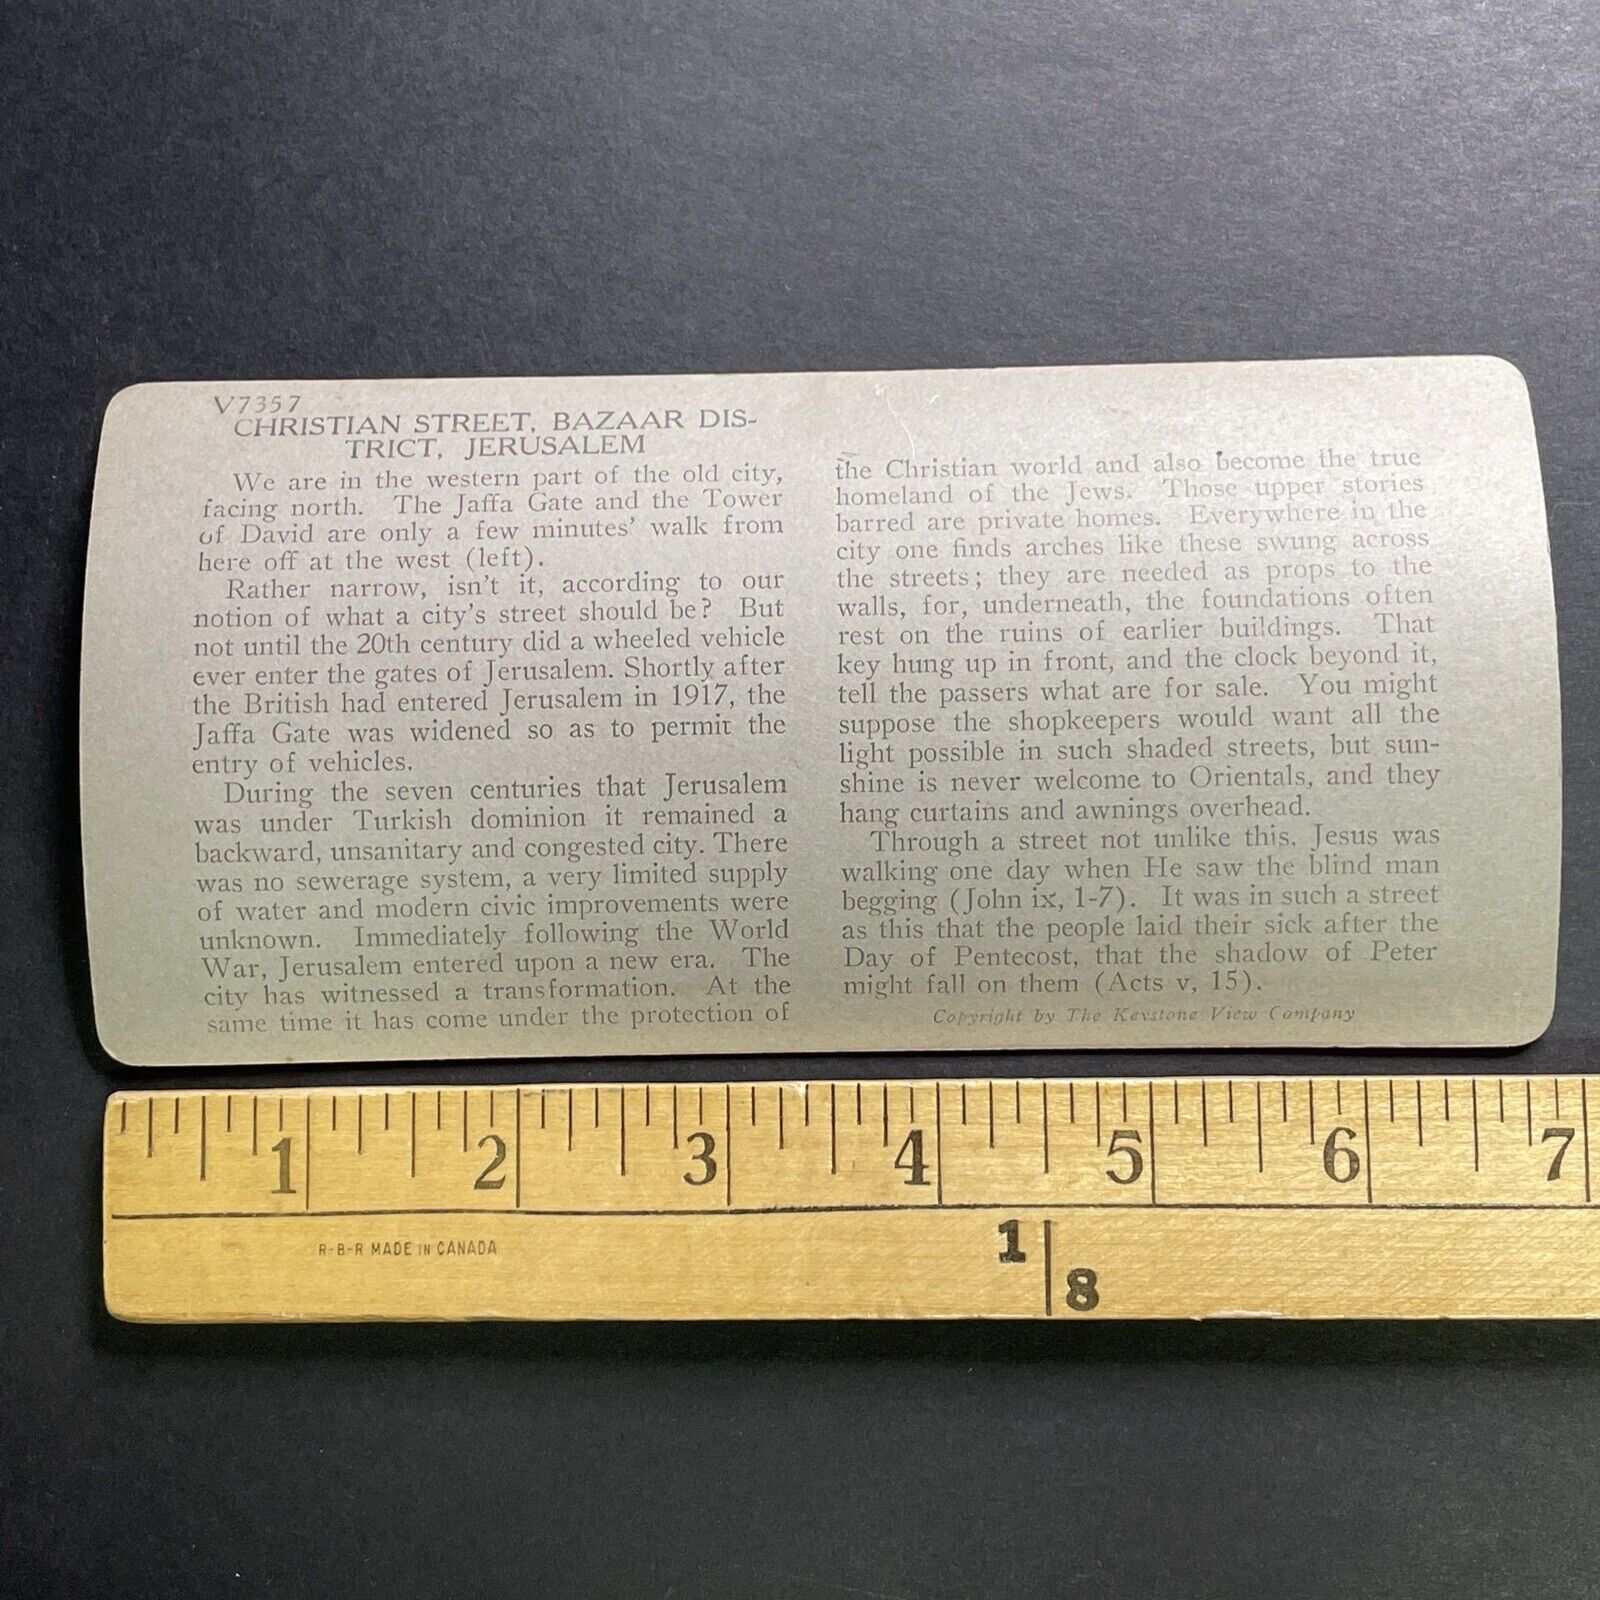 V7357
CHRISTIAN STREET, BAZAAR DIS-
TRICT, JERUSALEM
We are in the western part of the old city,
facing north. The Jaffa Gate and the Tower
of David are only a few minutes' walk from
here off at the west (left).
Rather narrow, isn't it, according to our
notion of what a city's street should be? But
not until the 20th century did a wheeled vehicle
ever enter the gates of Jerusalem. Shortly after
the British had entered Jerusalem in 1917, the
Jaffa Gate was widened so as to permit the
entry of vehicles.
During the seven centuries that Jerusalem
was under Turkish dominion it remained a
backward, unsanitary and congested city. There
was no sewerage system, a very limited supply
of water and modern civic improvements were
unknown. Immediately following the World
War, Jerusalem entered upon a new era. The
city has witnessed a transformation. At the
same time it has come under the protection of
the Christian world and also become the true
homeland of the Jews. Those upper stories
barred are private homes. Everywhere in the
city one finds arches like these swung across
the streets; they are needed as props to the
walls, for, underneath, the foundations often
rest on the ruins of earlier buildings. That
key hung up in front, and the clock beyond it,
tell the passers what are for sale. You might
suppose the shopkeepers would want all the
light possible in such shaded streets, but sun-
shine is never welcome to Orientals, and they
hang curtains and awnings overhead.
Through a street not unlike this, Jesus was
walking one day when He saw the blind man
begging (John ix, 1-7). It was in such a street
as this that the people laid their sick after the
Day of Pentecost, that the shadow of Peter
might fall on them (Acts v, 15).
Copyright by The Keystone View Company
1 2 3 4 5 6 7
R-B-R MADE IN CANADA
1 8